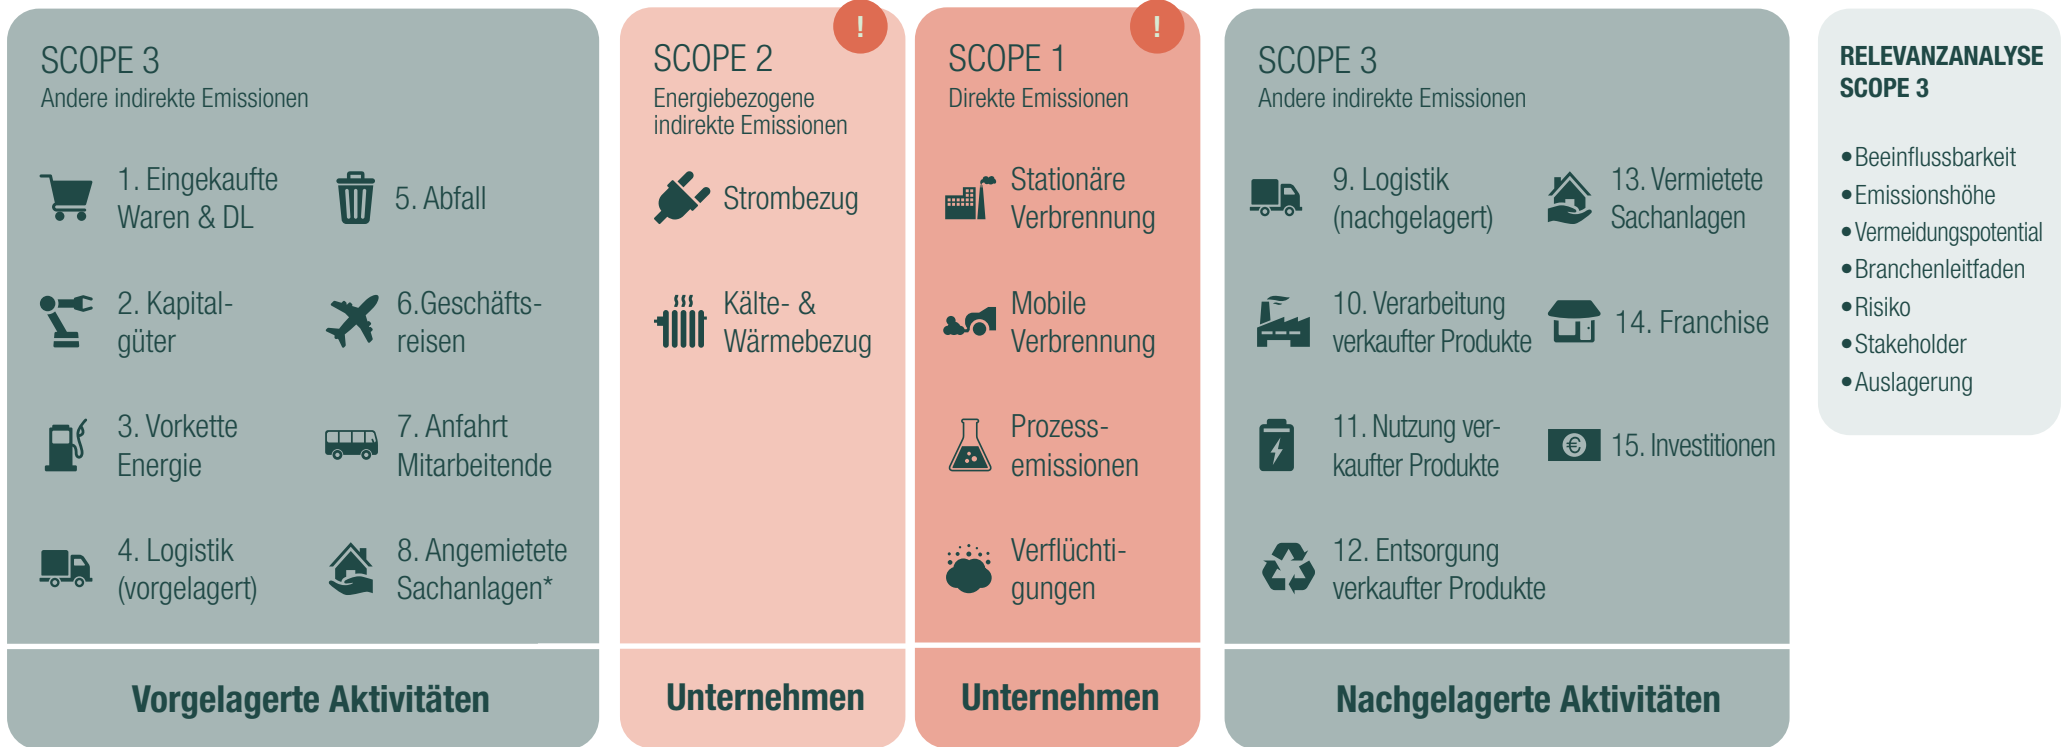 SCOPE 3
Andere indirekte Emissionen
1. Eingekaufte
Waren & DL
2. Kapital-
güter
3. Vorkette
Energie
4. Logistik
(vorgelagert)
5. Abfall
6.Geschäfts-
reisen
7. Anfahrt
Mitarbeitende
8. Angemietete
Sachanlagen*
Vorgelagerte Aktivitäten
!
SCOPE 2
Energiebezogene
indirekte Emissionen
Strombezug
Kälte- &
Wärmebezug
Unternehmen
!
SCOPE 1
Direkte Emissionen
Stationäre
Verbrennung
Mobile
Verbrennung
Prozess-
emissionen
Verflüchti-
gungen
Unternehmen
SCOPE 3
Andere indirekte Emissionen
9. Logistik
(nachgelagert)
10. Verarbeitung
verkaufter Produkte
11. Nutzung ver-
kaufter Produkte
12. Entsorgung
verkaufter Produkte
13. Vermietete
Sachanlagen
14. Franchise
€
15. Investitionen
Nachgelagerte Aktivitäten
RELEVANZANALYSE
SCOPE 3
•Beeinflussbarkeit
•Emissionshöhe
•Vermeidungspotential
•Branchenleitfaden
•Risiko
•Stakeholder
•Auslagerung